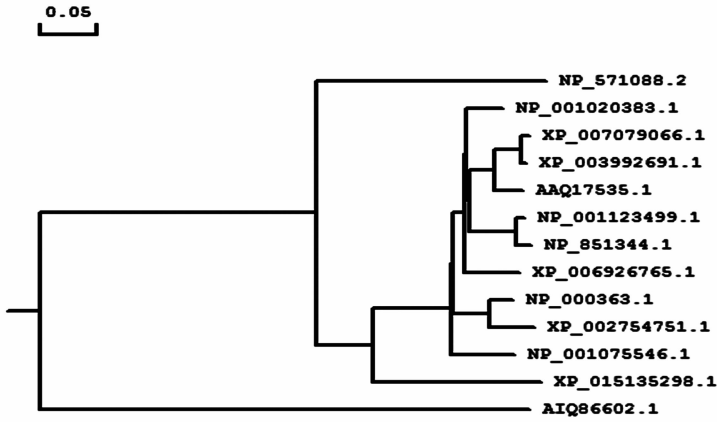 0.05
NP_571088.2
NP_001020383.1
XP_007079066.1
XP_003992691.1
AAQ17535.1
NP_001123499.1
NP_851344.1
XP_006926765.1
NP_000363.1
XP_002754751.1
NP_001075546.1
XP_015135298.1
AIQ86602.1